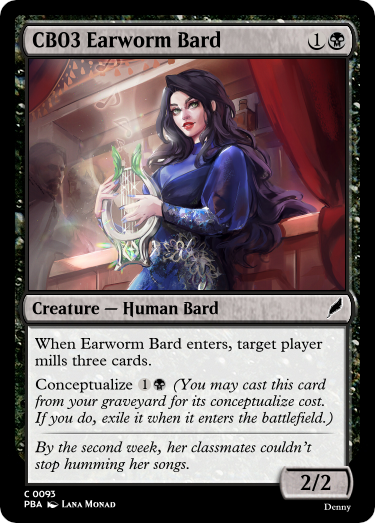 CB03 Earworm Bard 1
Creature — Human Bard
When Earworm Bard enters, target player
mills three cards.
Conceptualize 1 (You may cast this card
from your graveyard for its conceptualize cost.
If you do, exile it when it enters the battlefield.)
By the second week, her classmates couldn't
stop humming her songs.
2/2
C 0093
PBA Lana Monad
Denny